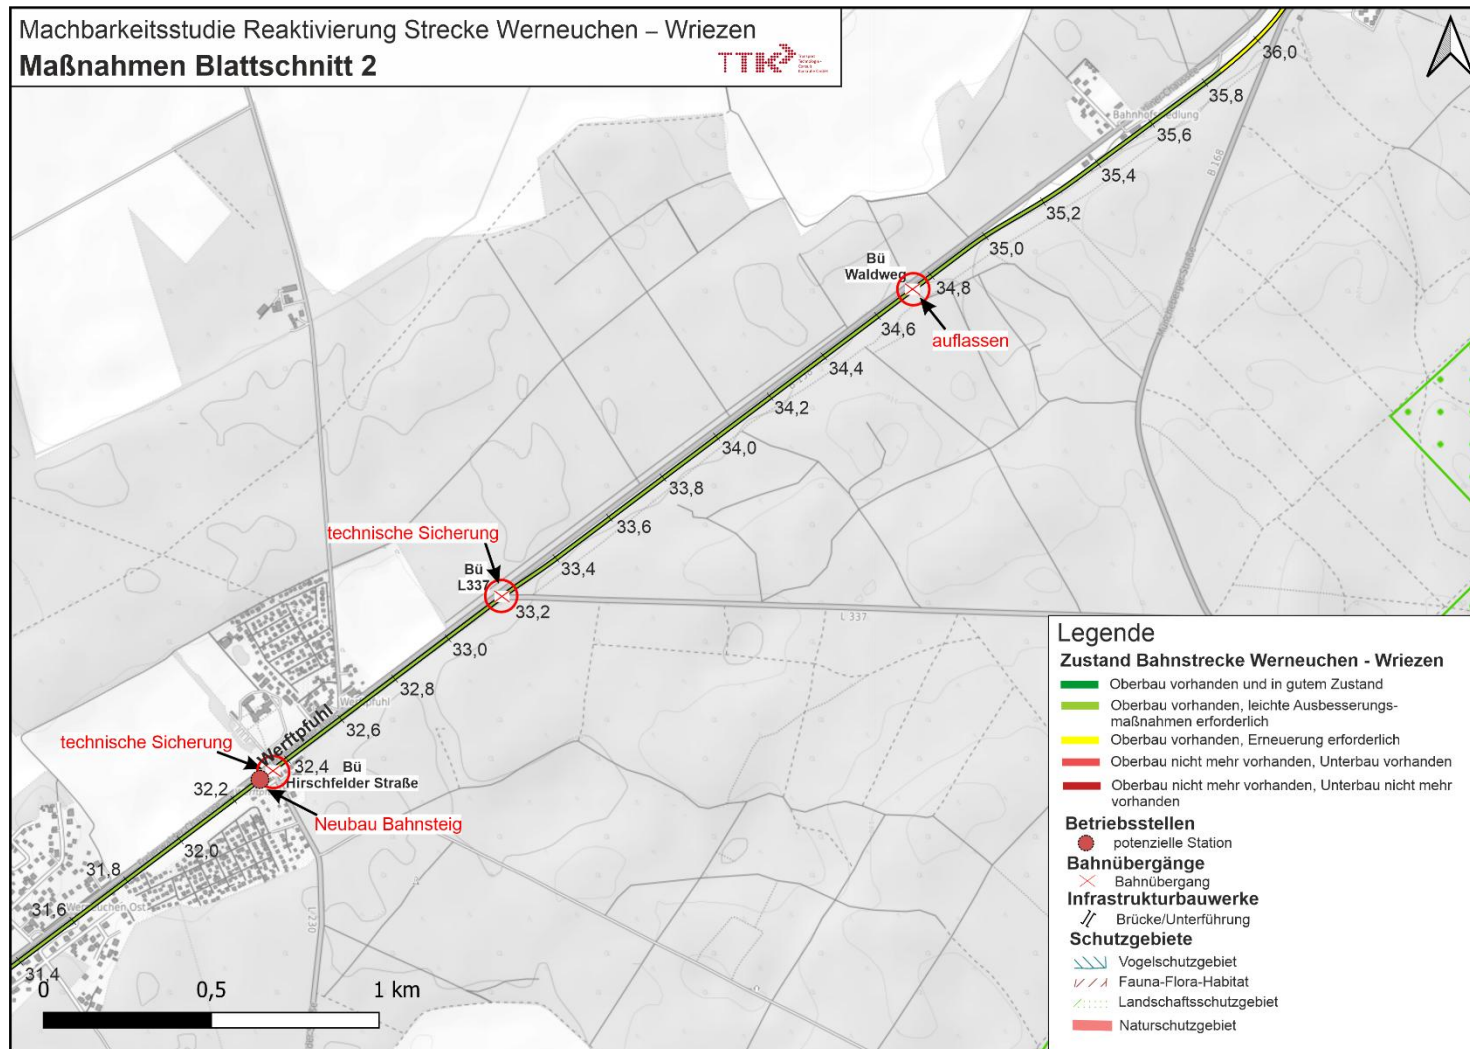 Machbarkeitsstudie Reaktivierung Strecke Werneuchen – Wriezen
Maßnahmen Blattschnitt 2
TTK
36,0
35,8
Bahnhofsiedlung
35,6
B 168
35,4
35,2
35,0
Bü
Waldweg
34,8
34,6
auflassen
34,4
34,2
34,0
33,8
33,6
technische Sicherung
33,4
Bü
L337
33,2
L 337
33,0
32,8
Werftpfuhl
32,6
Werftpfuhl
technische Sicherung
32,4
Bü
Hirschfelder Straße
32,2
Neubau Bahnsteig
32,0
31,8
Werneuchen Ost
31,6
L 230
31,4
0
0,5
1 km
Legende
Zustand Bahnstrecke Werneuchen - Wriezen
Oberbau vorhanden und in gutem Zustand
Oberbau vorhanden, leichte Ausbesserungs-
maßnahmen erforderlich
Oberbau vorhanden, Erneuerung erforderlich
Oberbau nicht mehr vorhanden, Unterbau vorhanden
Oberbau nicht mehr vorhanden, Unterbau nicht mehr
vorhanden
Betriebsstellen
potenzielle Station
Bahnübergänge
Bahnübergang
Infrastrukturbauwerke
Brücke/Unterführung
Schutzgebiete
Vogelschutzgebiet
Fauna-Flora-Habitat
Landschaftsschutzgebiet
Naturschutzgebiet